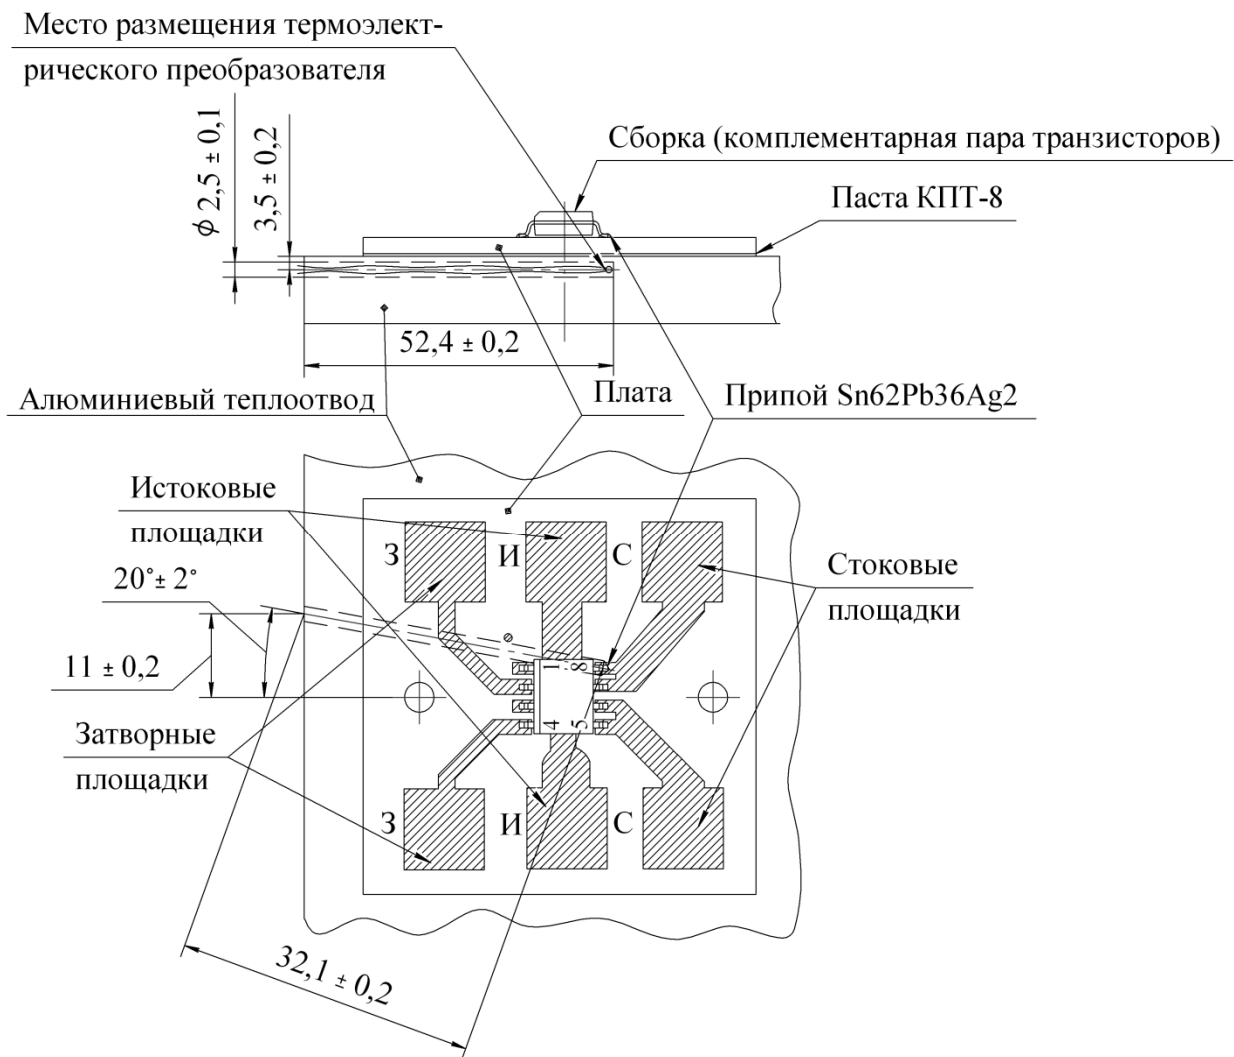 Место размещения термоэлект-
рического преобразователя
ϕ 2,5 ± 0,1
3,5 ± 0,2
Сборка (комплементарная пара транзисторов)
Паста КПТ-8
52,4 ± 0,2
Алюминиевый теплоотвод
Плата
Припой Sn62Pb36Ag2
Истоковые
площадки
З
И
С
Стоковые
площадки
20°± 2°
11 ± 0,2
1
8
4
5
Затворные
площадки
З
И
С
32,1 ± 0,2